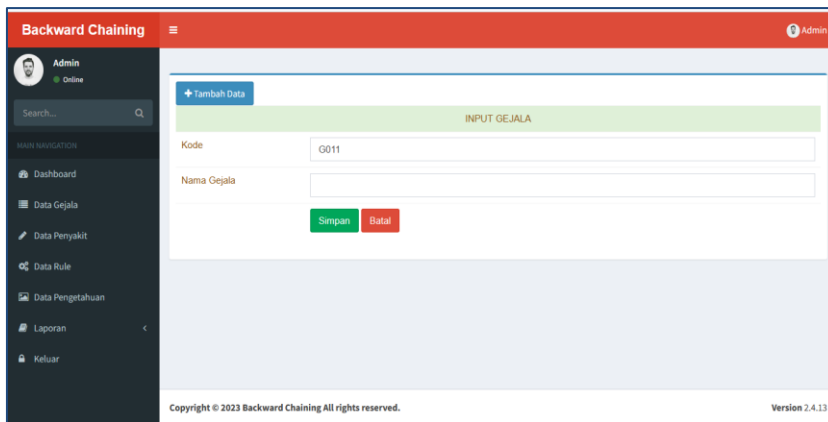 Backward Chaining
Admin
Admin
Online
Search...
MAIN NAVIGATION
Dashboard
Data Gejala
Data Penyakit
Data Rule
Data Pengetahuan
Laporan
Keluar
Tambah Data
INPUT GEJALA
Kode G011
Nama Gejala
Simpan Batal
Copyright © 2023 Backward Chaining All rights reserved. Version 2.4.13